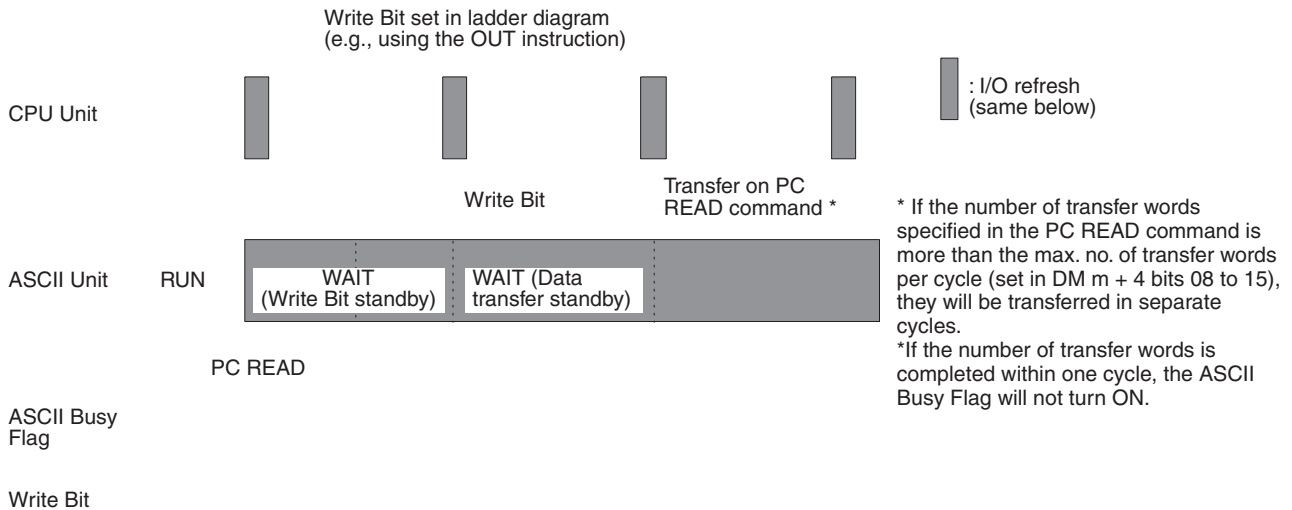 Write Bit set in ladder diagram
(e.g., using the OUT instruction)
CPU Unit
: I/O refresh
(same below)
Write Bit
Transfer on PC
READ command *
* If the number of transfer words
specified in the PC READ command is
more than the max. no. of transfer words
per cycle (set in DM m + 4 bits 08 to 15),
they will be transferred in separate
cycles.
*If the number of transfer words is
completed within one cycle, the ASCII
Busy Flag will not turn ON.
ASCII Unit
RUN
WAIT
(Write Bit standby)
WAIT (Data
transfer standby)
PC READ
ASCII Busy
Flag
Write Bit